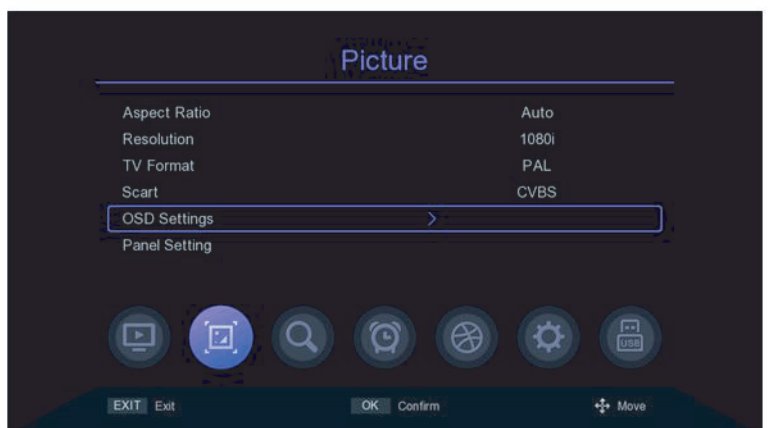 Picture
Aspect Ratio Auto
Resolution 1080i
TV Format PAL
Scart CVBS
OSD Settings >
Panel Setting
USB
EXIT Exit OK Confirm Move